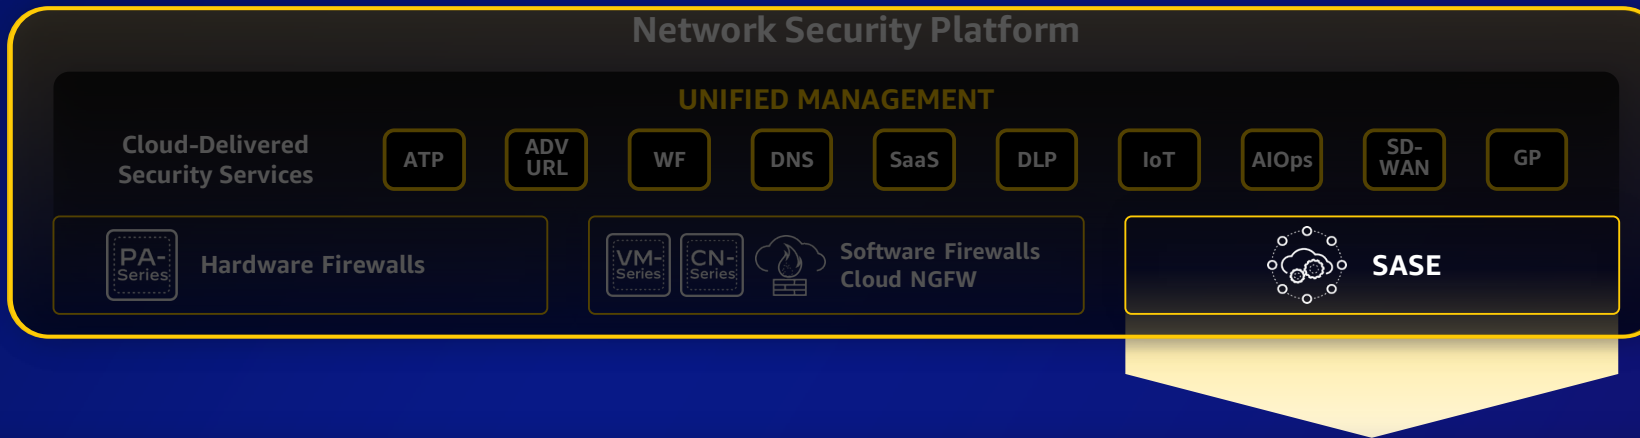 Network Security Platform
UNIFIED MANAGEMENT
Cloud-Delivered
Security Services
ATP
ADV
URL
WF
DNS
SaaS
DLP
IoT
AIOps
SD-
WAN
GP
PA-
Series
Hardware Firewalls
VM-
Series
CN-
Series
Software Firewalls
Cloud NGFW
SASE